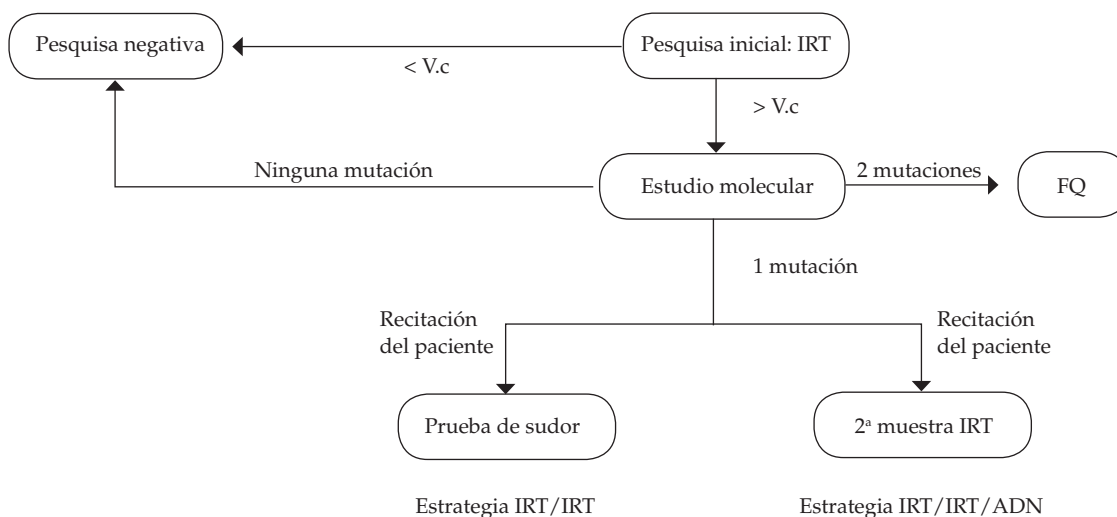 Pesquisa negativa
Pesquisa inicial: IRT
< V.c
> V.c
Ninguna mutación
Estudio molecular
2 mutaciones
FQ
1 mutación
Recitación
del paciente
Recitación
del paciente
Prueba de sudor
2ª muestra IRT
Estrategia IRT/IRT
Estrategia IRT/IRT/ADN